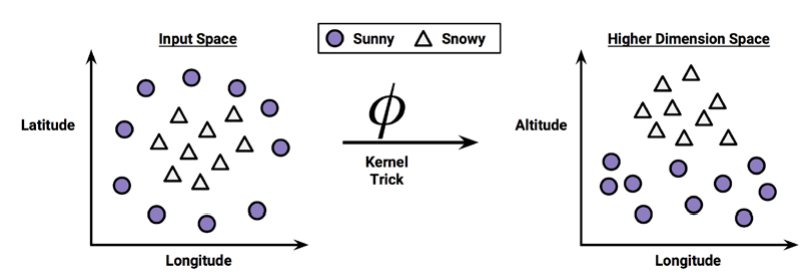 Input Space
Sunny Snowy
Higher Dimension Space
Latitude
ϕ
Kernel
Trick
Altitude
Longitude
Longitude